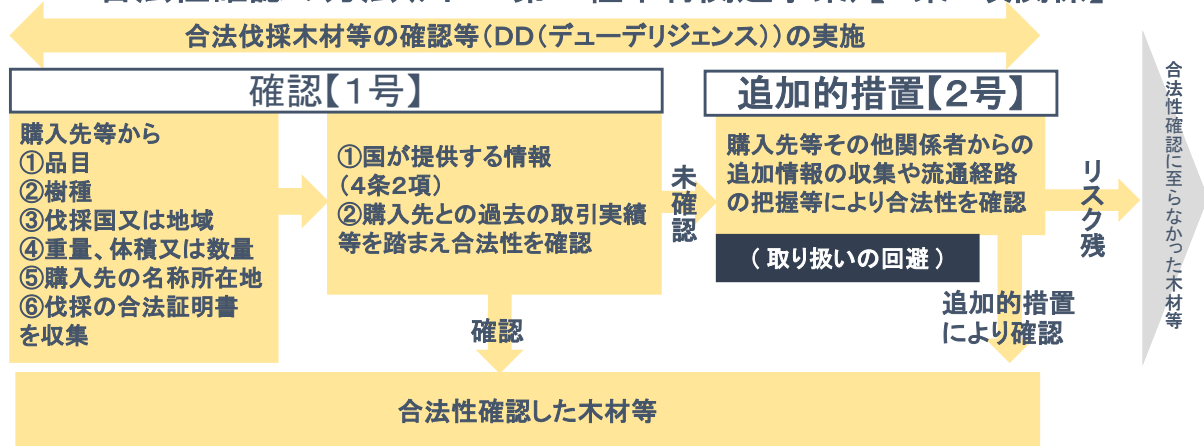 合法伐採木材等の確認等(DD(デューデリジェンス))の実施
確認【1号】
追加的措置【2号】
購入先等から
①品目
②樹種
③伐採国又は地域
④重量、体積又は数量
⑤購入先の名称所在地
⑥伐採の合法証明書
を収集
①国が提供する情報
(4条2項)
②購入先との過去の取引実績
等を踏まえ合法性を確認
未確認
購入先等その他関係者からの
追加情報の収集や流通経路
の把握等により合法性を確認
(取り扱いの回避)
リスク残
合法性確認に至らなかった木材等
確認
追加的措置
により確認
合法性確認した木材等